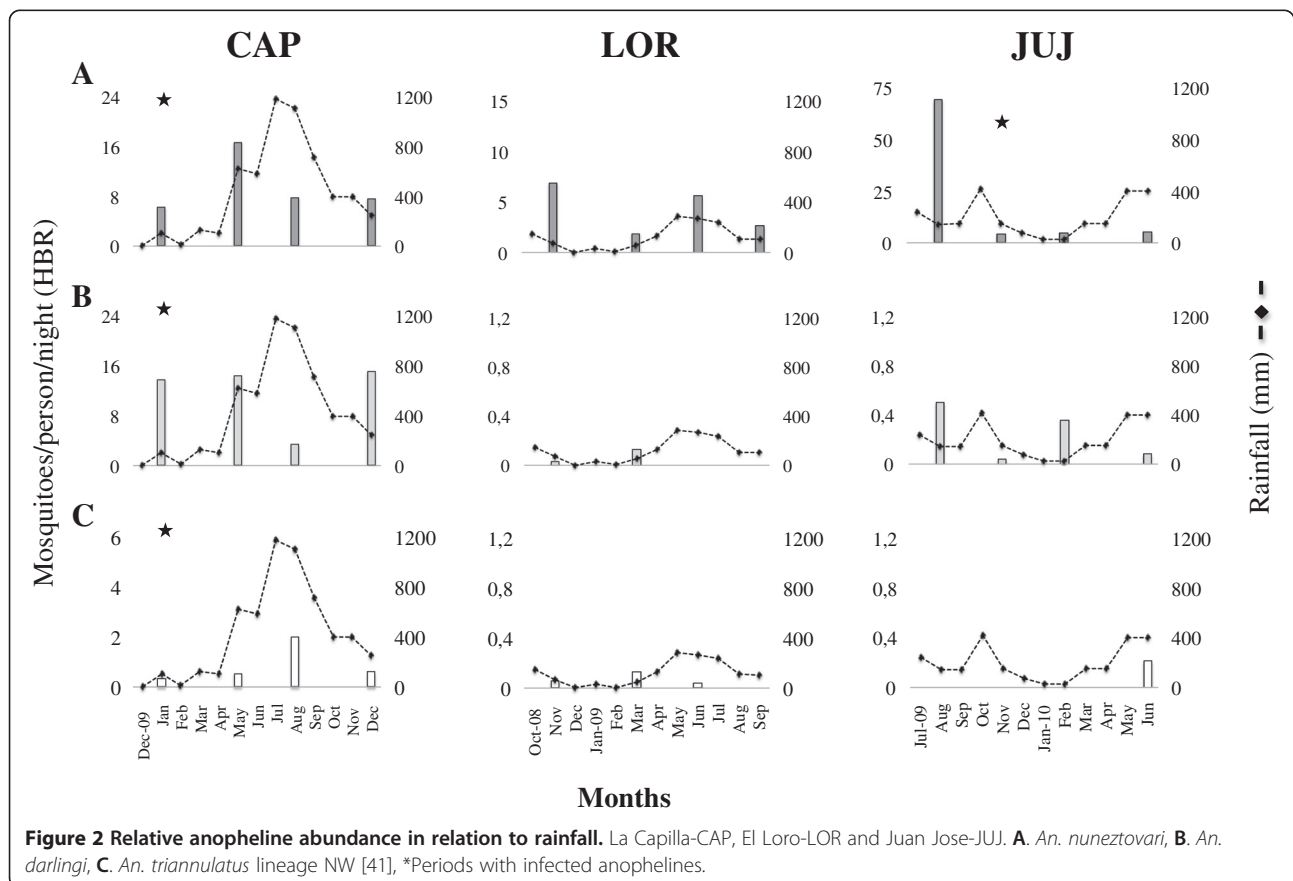 CAP LOR JUJ
A
24 16 8 0
1200 800 400 0
15 10 5 0
1200 800 400 0
75 50 25 0
1200 800 400 0
B
24 16 8 0
1200 800 400 0
1,2 0,8 0,4 0
1200 800 400 0
1,2 0,8 0,4 0
1200 800 400 0
C
6 4 2 0
1200 800 400 0
1,2 0,8 0,4 0
1200 800 400 0
1,2 0,8 0,4 0
1200 800 400 0
Mosquitoes/person/night (HBR)
Rainfall (mm)
Dec-09 Jan Feb Mar Apr May Jun Jul Aug Sep Oct Nov Dec
Oct-08 Nov Dec Jan-09 Feb Mar Apr May Jun Jul Aug Sep
Jul-09 Aug Sep Oct Nov Dec Jan-10 Feb Mar Apr May Jun
Months
Figure 2 Relative anopheline abundance in relation to rainfall. La Capilla-CAP, El Loro-LOR and Juan Jose-JUJ. A. An. nuneztovari, B. An.
darlingi, C. An. triannulatus lineage NW [41], *Periods with infected anophelines.